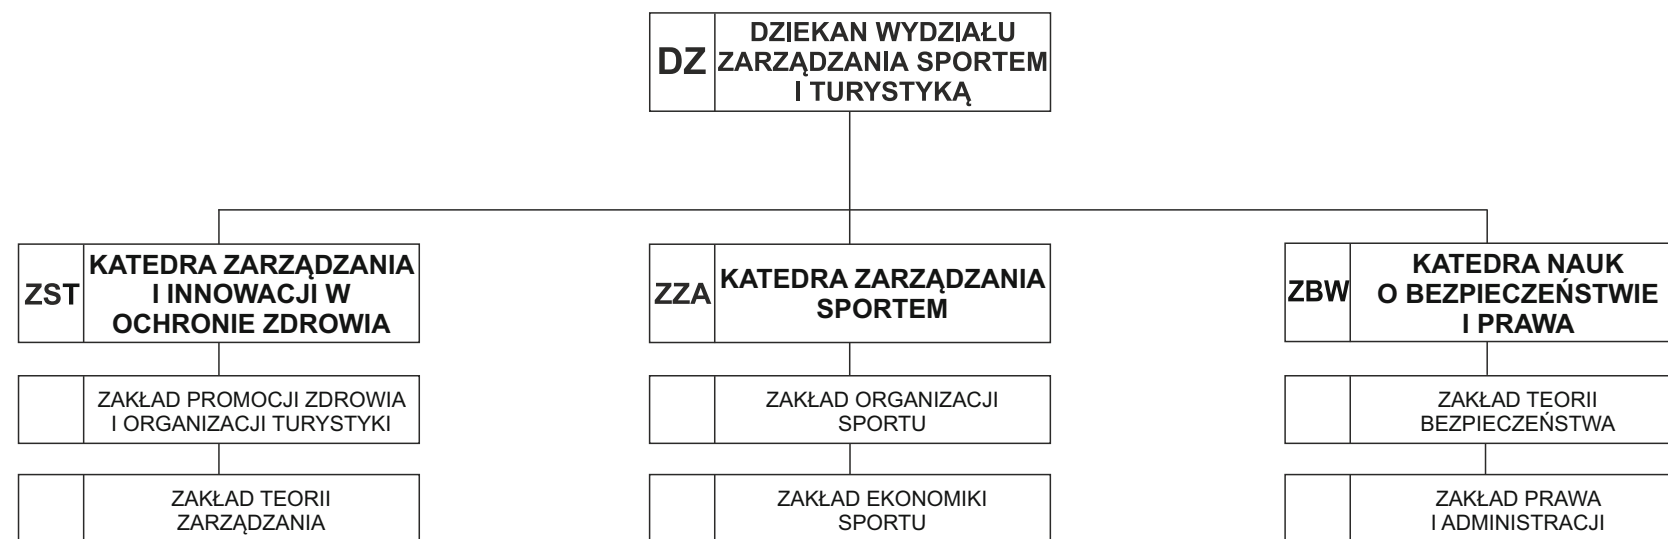 DZ
DZIEKAN WYDZIAŁU
ZARZĄDZANIA SPORTEM
I TURYSTYKĄ
ZST
KATEDRA ZARZĄDZANIA
I INNOWACJI W
OCHRONIE ZDROWIA
ZAKŁAD PROMOCJI ZDROWIA
I ORGANIZACJI TURYSTYKI
ZAKŁAD TEORII
ZARZĄDZANIA
ZZA
KATEDRA ZARZĄDZANIA
SPORTEM
ZAKŁAD ORGANIZACJI
SPORTU
ZAKŁAD EKONOMIKI
SPORTU
ZBW
KATEDRA NAUK
O BEZPIECZEŃSTWIE
I PRAWA
ZAKŁAD TEORII
BEZPIECZEŃSTWA
ZAKŁAD PRAWA
I ADMINISTRACJI